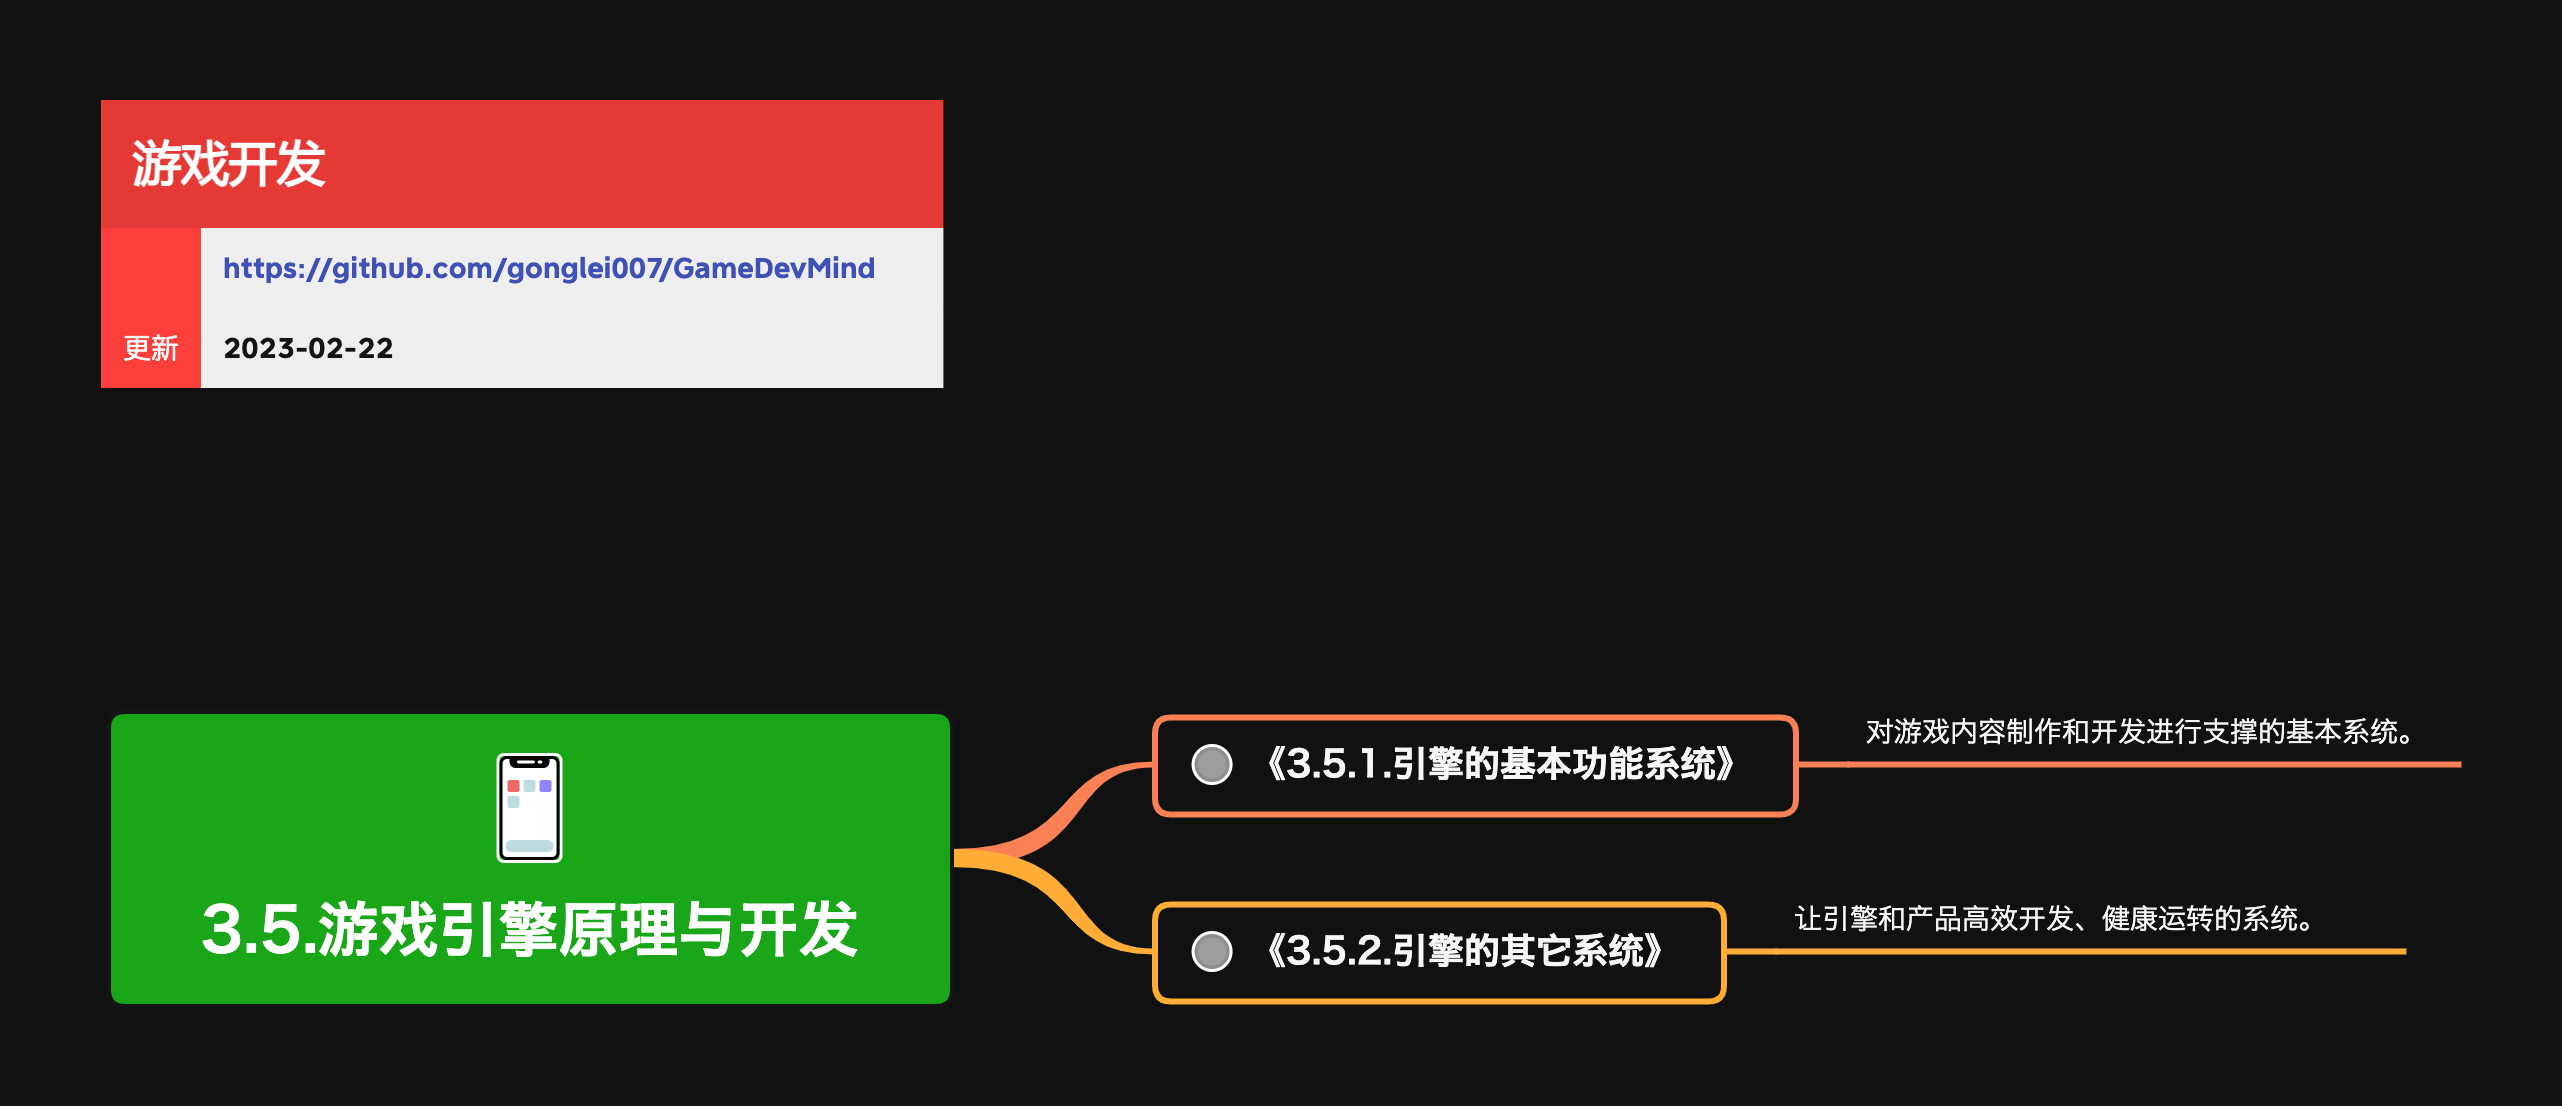 游戏开发
https://github.com/gonglei007/GameDevMind
更新 2023-02-22
3.5.游戏引擎原理与开发
《3.5.1.引擎的基本功能系统》
对游戏内容制作和开发进行支撑的基本系统。
《3.5.2.引擎的其它系统》
让引擎和产品高效开发、健康运转的系统。